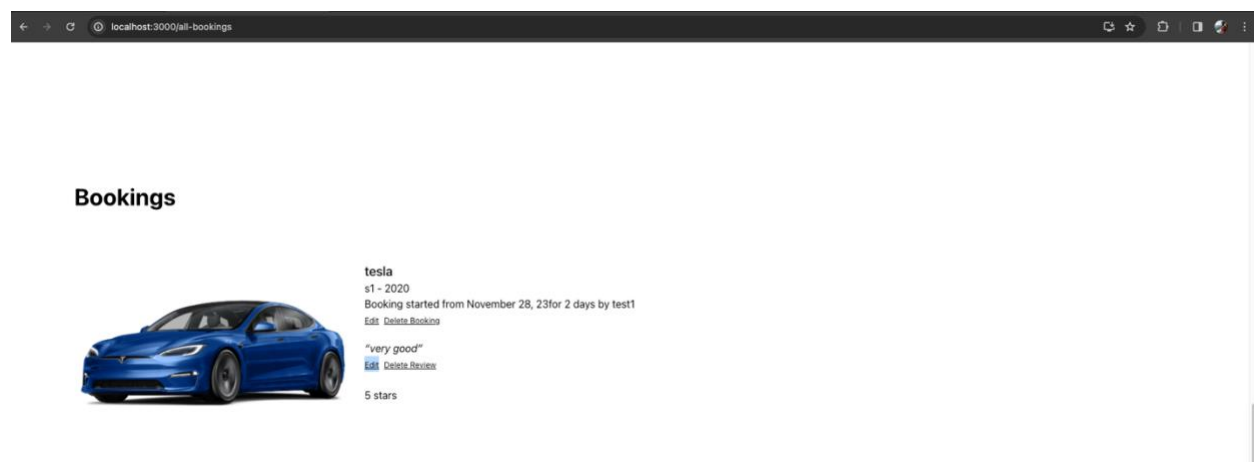 localhost:3000/all-bookings
Bookings
tesla
s1 - 2020
Booking started from November 28, 23for 2 days by test1
Edit Delete Booking
“very good”
Edit Delete Review
5 stars